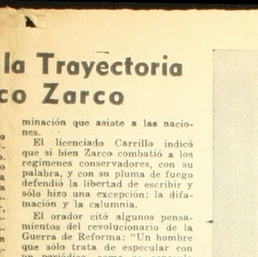 la Trayectoria
co Zarco
minación que asiste a las nacio-
nes.
El licenciado Carrillo indicó
que si bien Zarco combatió a los
regímenes conservadores, con su
palabra, y con su pluma de fuego
defendió la libertad de escribir y
sólo hizo una excepción: la difa-
mación y la calumnia.
El orador citó algunos pensa-
mientos del revolucionario de la
Guerra de Reforma: "Un hombre
que sólo trata de especular con